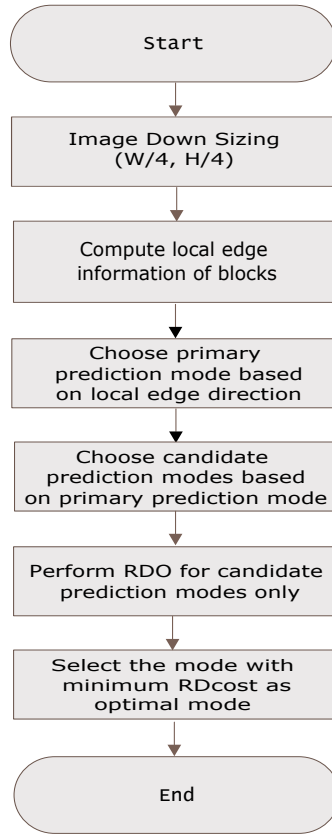 Start
Image Down Sizing
(W/4, H/4)
Compute local edge
information of blocks
Choose primary
prediction mode based
on local edge direction
Choose candidate
prediction modes based
on primary prediction mode
Perform RDO for candidate
prediction modes only
Select the mode with
minimum RDcost as
optimal mode
End